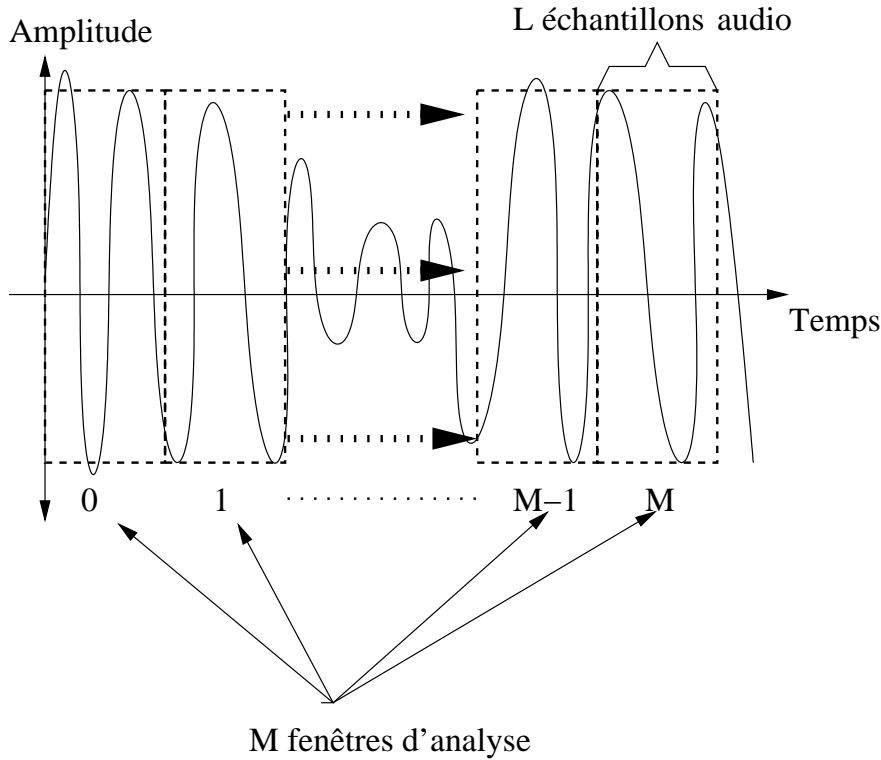 L échantillons audio
Amplitude
Temps
0 1 M−1 M
M fenêtres d'analyse